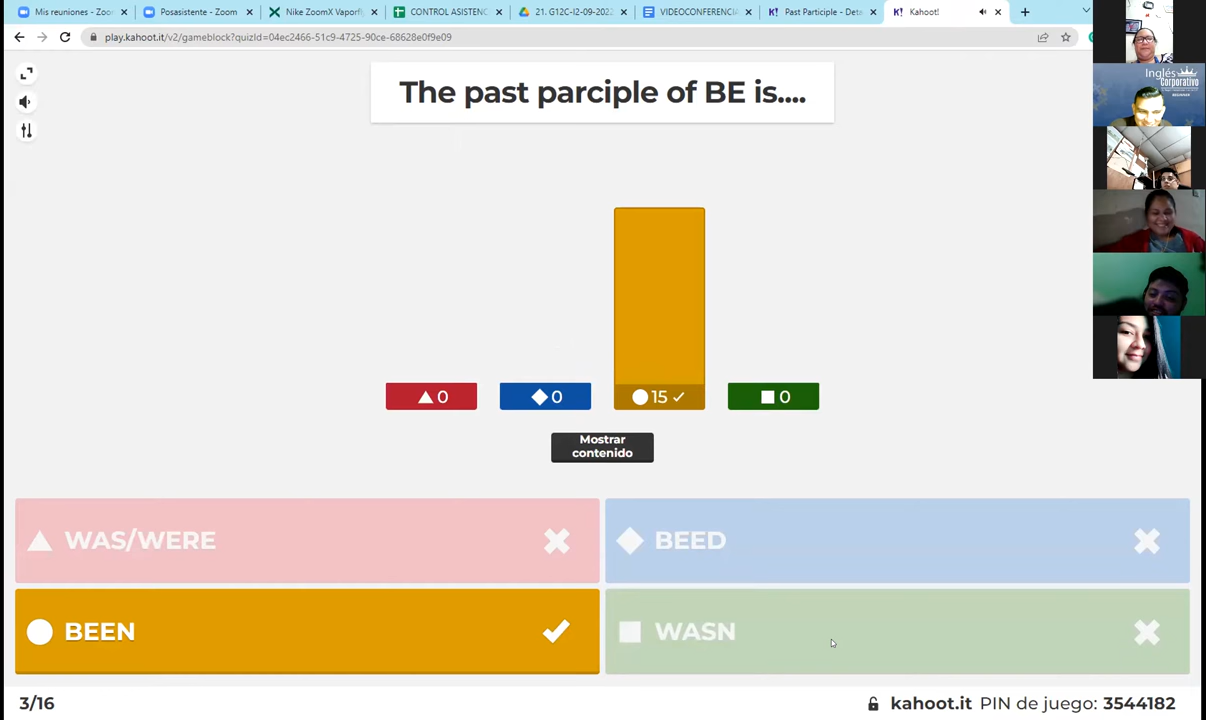 Mis reuniones - Zoo
Posasistente - Zoom
Nike ZoomX Vaporfl
CONTROL ASISTENC
21. G12C-I2-09-2022
VIDEOCONFERENCIA
K! Past Participle - Deta
K! Kahoot!
play.kahoot.it/v2/gameblock?quizId=04ec2466-51c9-4725-90ce-68628e0f9e09
The past parciple of BE is....
Inglés
Corporativo
0
0
15
0
Mostrar
contenido
WAS/WERE
BEED
BEEN
WASN
3/16
kahoot.it PIN de juego: 3544182